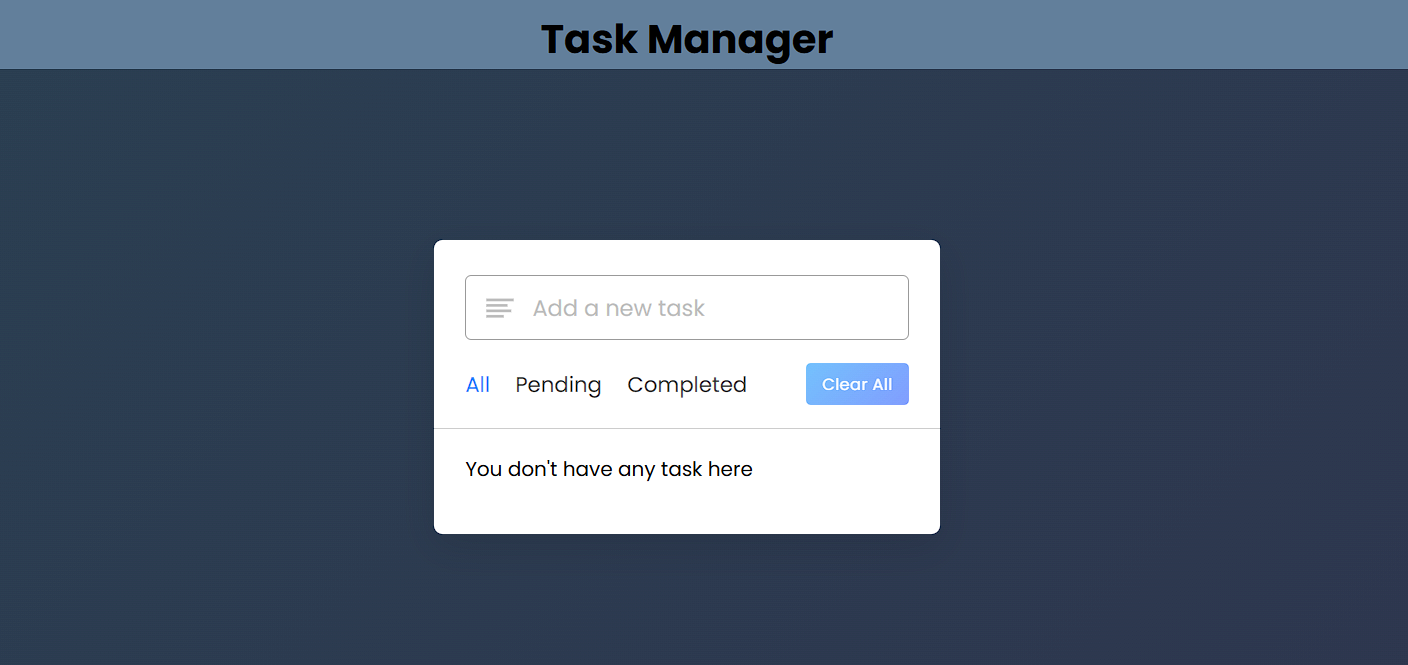 Task Manager
Add a new task
All Pending Completed Clear All
You don't have any task here